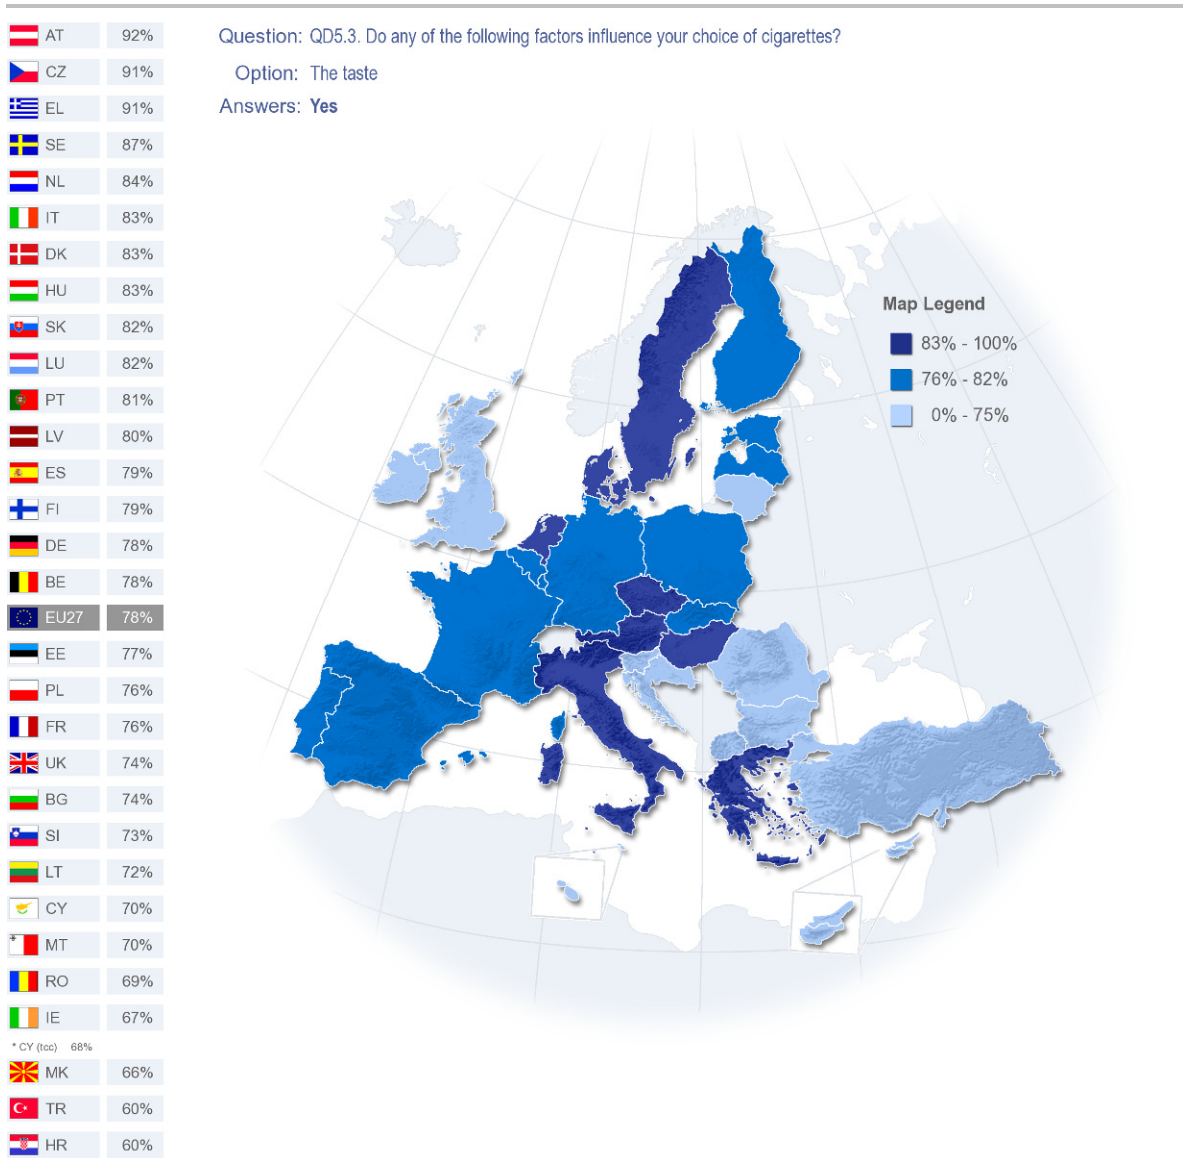 Question: QD5.3. Do any of the following factors influence your choice of cigarettes?
Option: The taste
Answers: Yes
AT 92%
CZ 91%
EL 91%
SE 87%
NL 84%
IT 83%
DK 83%
HU 83%
SK 82%
LU 82%
PT 81%
LV 80%
ES 79%
FI 79%
DE 78%
BE 78%
EU27 78%
EE 77%
PL 76%
FR 76%
UK 74%
BG 74%
SI 73%
LT 72%
CY 70%
MT 70%
RO 69%
IE 67%
* CY (tcc) 68%
MK 66%
TR 60%
HR 60%
Map Legend
83% - 100%
76% - 82%
0% - 75%